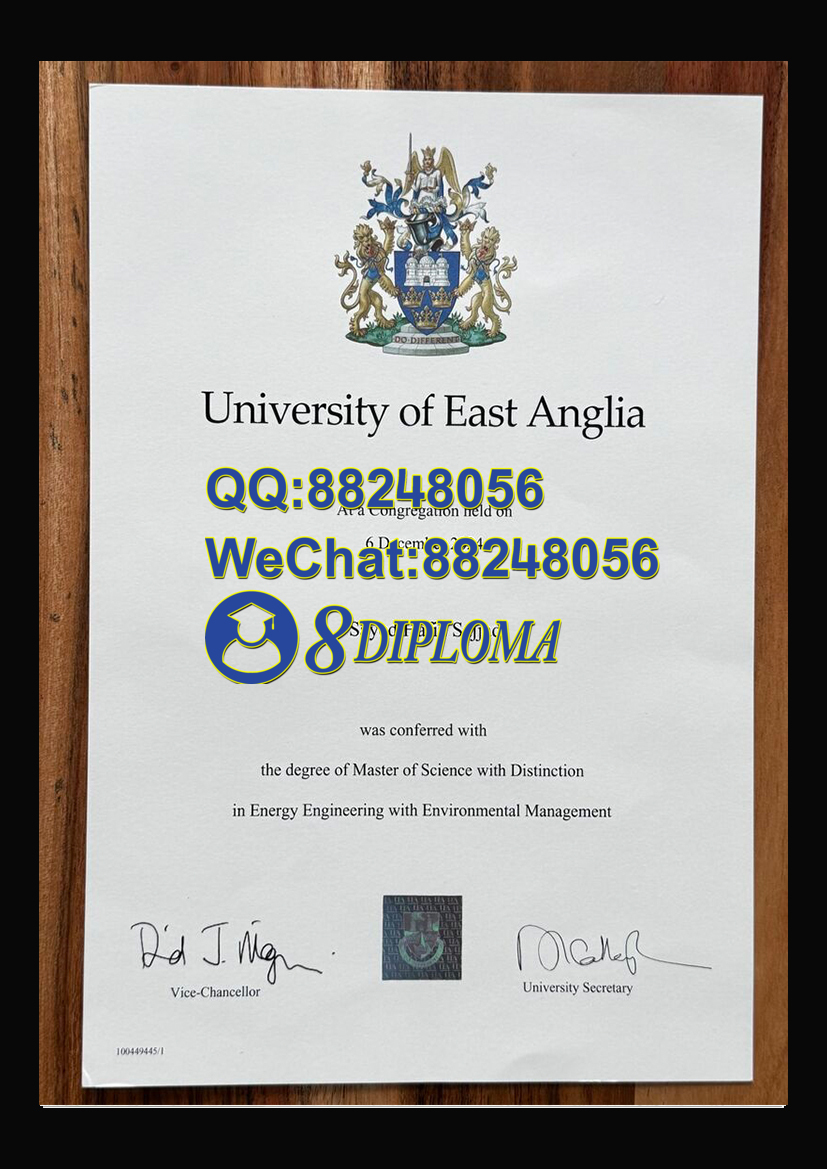 DO·DIFFERENT
University of East Anglia
QQ:88248056
At a Congregation held on
WeChat:88248056
6 December
8DIPLOMA
was conferred with
the degree of Master of Science with Distinction
in Energy Engineering with Environmental Management
Vice-Chancellor
University Secretary
100449445/1